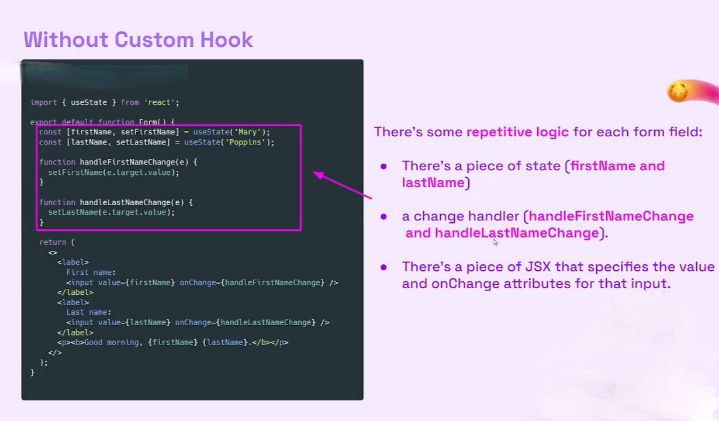 Without Custom Hook
import { useState } from 'react';
export default function Form() {
const [firstName, setFirstName] = useState('Mary');
const [lastName, setLastName] = useState('Poppins');
function handleFirstNameChange(e) {
setFirstName(e.target.value);
}
function handleLastNameChange(e) {
setLastName(e.target.value);
}
return (
<>
<label>
First name:
<input value={firstName} onChange={handleFirstNameChange} />
</label>
<label>
Last name:
<input value={lastName} onChange={handleLastNameChange} />
</label>
<p><b>Good morning, {firstName} {lastName}.</b></p>
</>
);
}
There's some repetitive logic for each form field:
● There's a piece of state (firstName and
lastName)
● a change handler (handleFirstNameChange
and handleLastNameChange).
● There's a piece of JSX that specifies the value
and onChange attributes for that input.